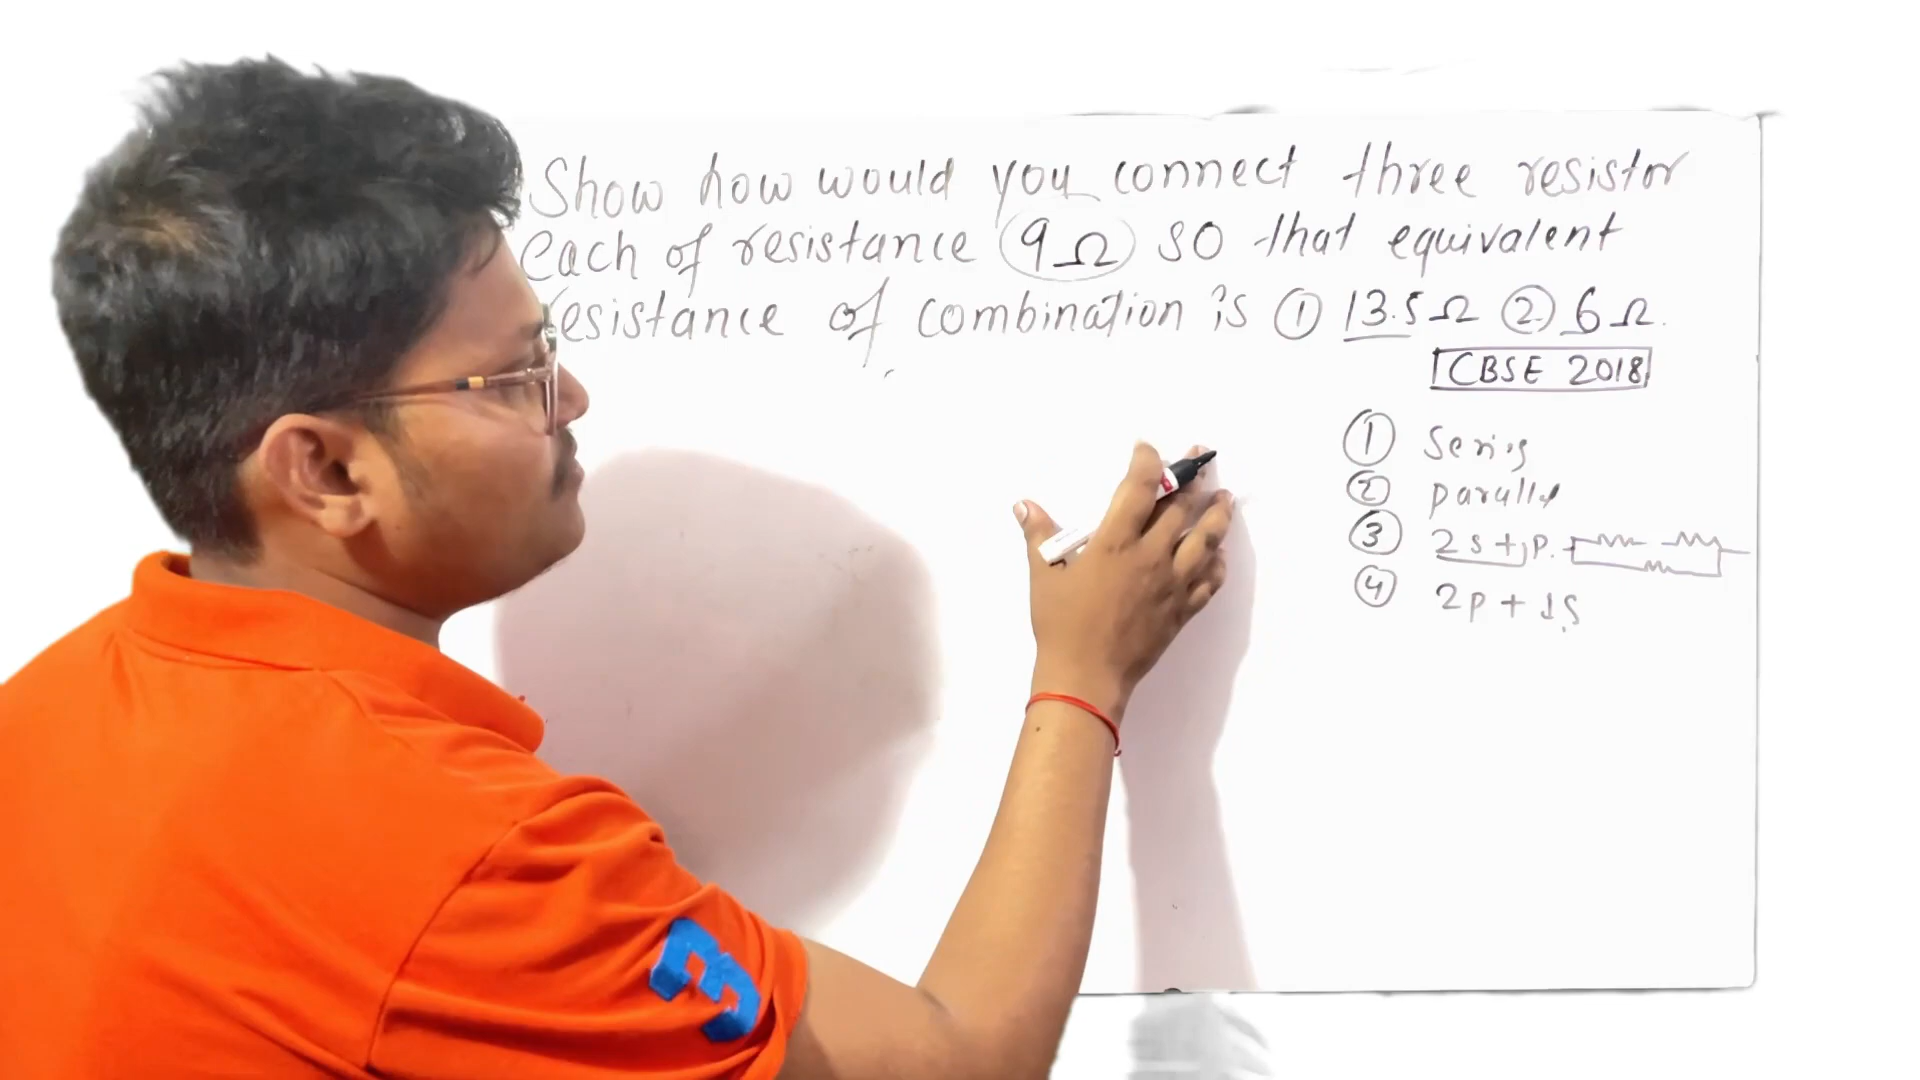 Show how would you connect three resistor
each of resistance 9Ω so that equivalent
resistance of combination is ① 13.5Ω ② 6Ω.
CBSE 2018
① Series
② parallel
③ 2s + 1P.
④ 2P + 1S
3